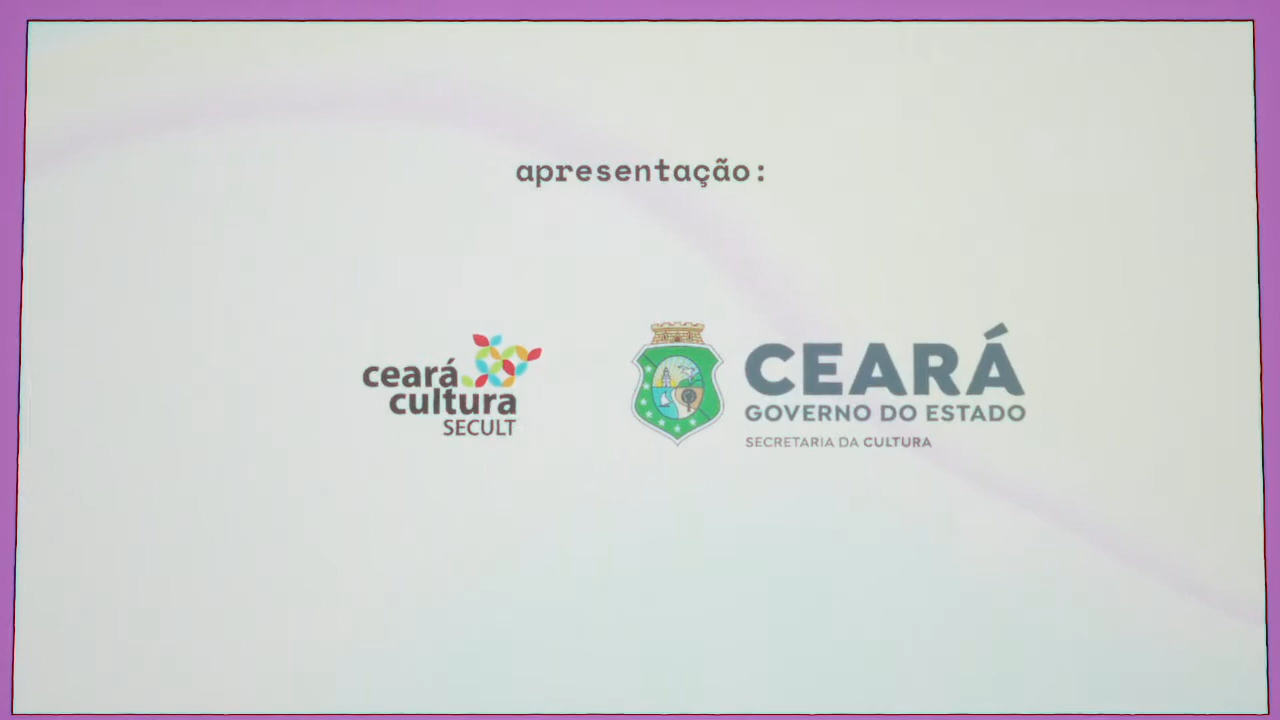 apresentação:
ceará
cultura
SECULT
CEARÁ
GOVERNO DO ESTADO
SECRETARIA DA CULTURA